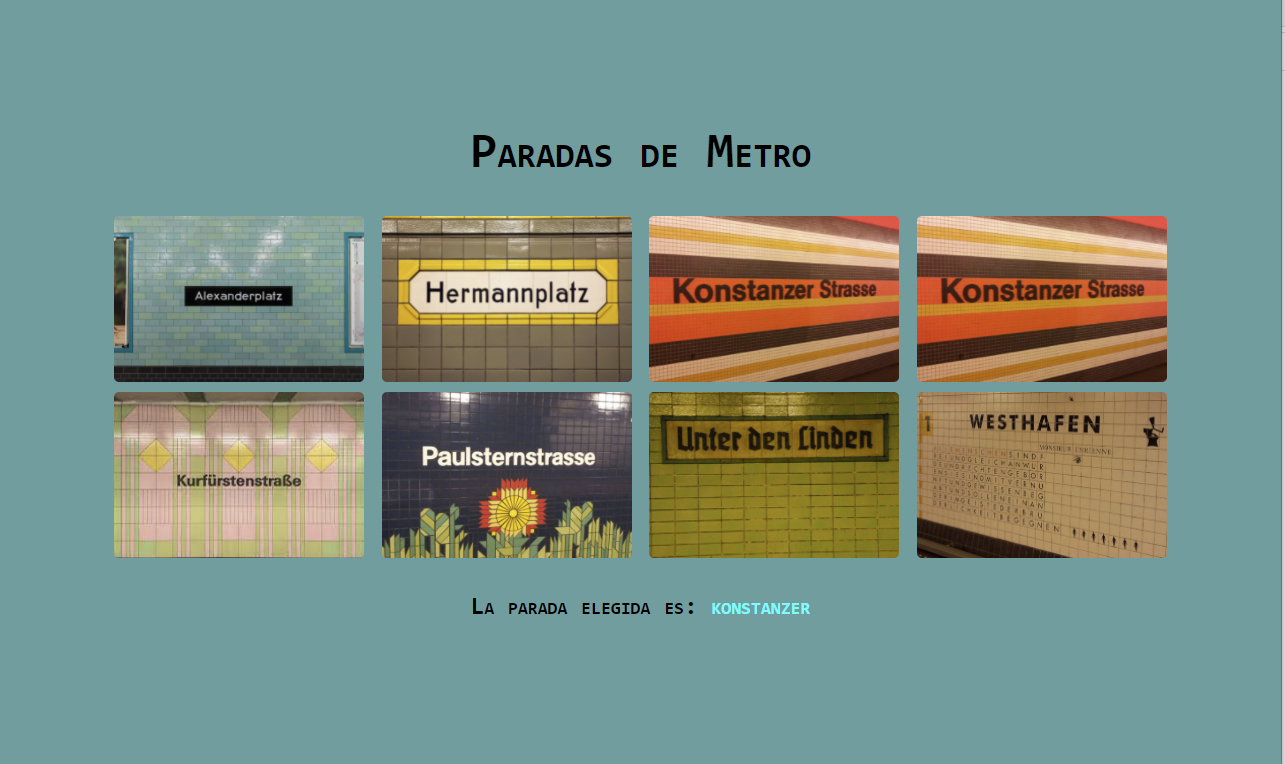 Paradas de Metro
Alexanderplatz
Hermannplatz
Konstanzer Strasse
Konstanzer Strasse
Kurfürstenstraße
Paulsternstrasse
Unter den Linden
1
WESTHAFEN
La parada elegida es: konstanzer